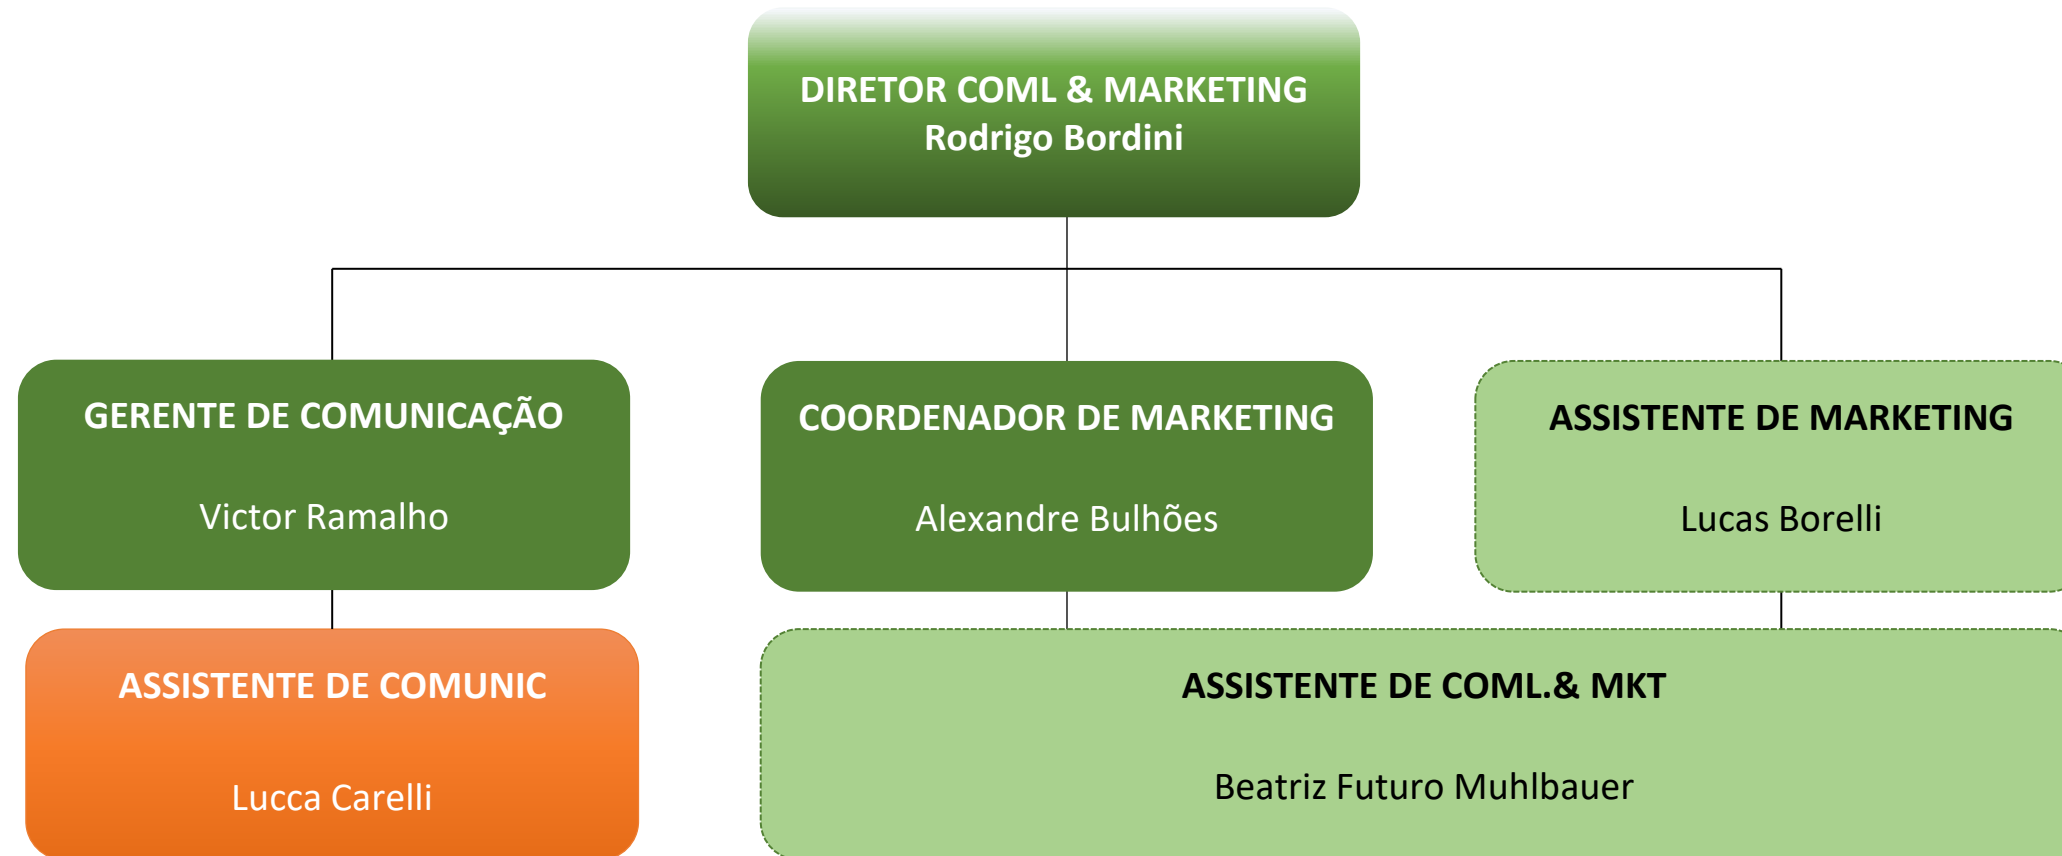 DIRETOR COML & MARKETING
Rodrigo Bordini
GERENTE DE COMUNICAÇÃO
Victor Ramalho
COORDENADOR DE MARKETING
Alexandre Bulhões
ASSISTENTE DE MARKETING
Lucas Borelli
ASSISTENTE DE COMUNIC
Lucca Carelli
ASSISTENTE DE COML.& MKT
Beatriz Futuro Muhlbauer